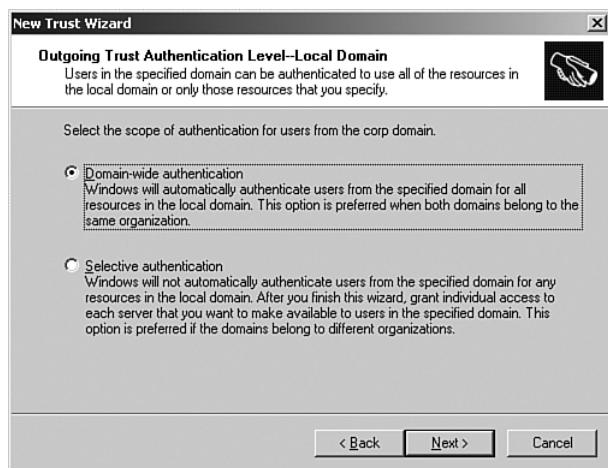 New Trust Wizard
Outgoing Trust Authentication Level--Local Domain
Users in the specified domain can be authenticated to use all of the resources in
the local domain or only those resources that you specify.
Select the scope of authentication for users from the corp domain.
Domain-wide authentication
Windows will automatically authenticate users from the specified domain for all
resources in the local domain. This option is preferred when both domains belong to the
same organization.
Selective authentication
Windows will not automatically authenticate users from the specified domain for any
resources in the local domain. After you finish this wizard, grant individual access to
each server that you want to make available to users in the specified domain. This
option is preferred if the domains belong to different organizations.
< Back Next > Cancel